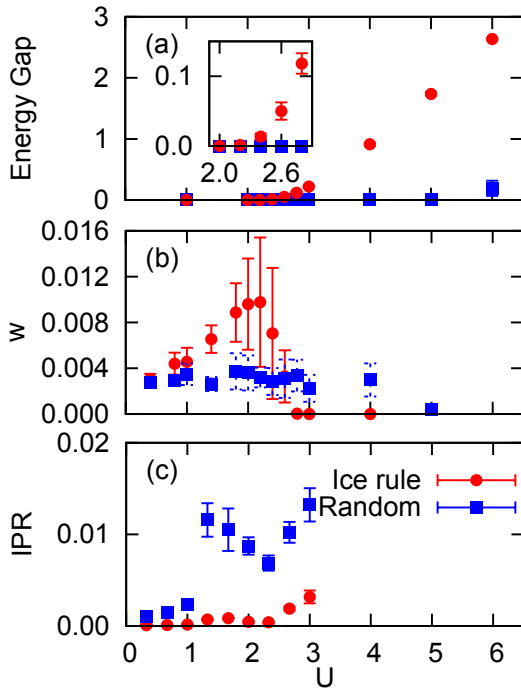 3
2
1
0
Energy Gap
(a)
0.1
0.0
2.0
2.6
0.016
0.012
0.008
0.004
0.000
w
(b)
0.02
0.01
0.00
IPR
(c)
Ice rule
Random
0 1 2 3 4 5 6
U